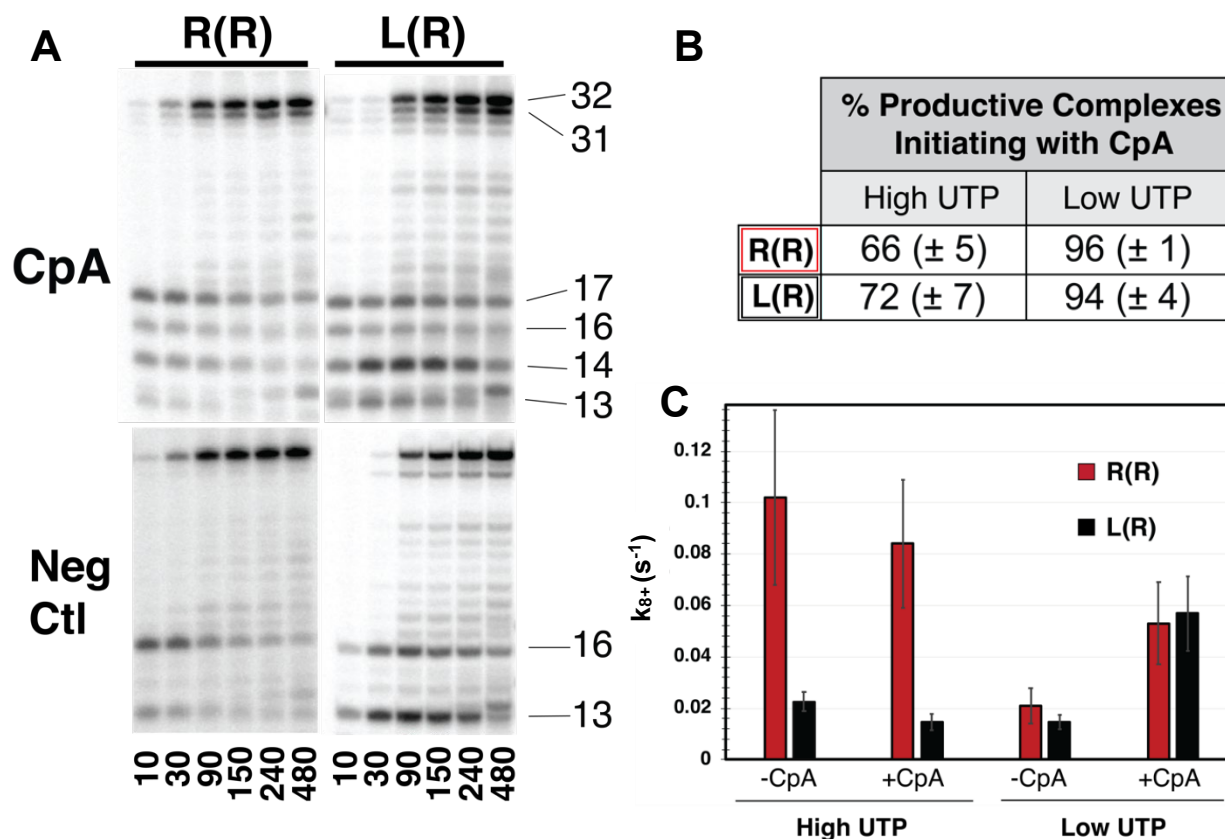 A
R(R) L(R)
CpA
32
31
17
16
14
13
Neg
Ctl
16
13
10 30 90 150 240 480 10 30 90 150 240 480
B
% Productive Complexes
Initiating with CpA
High UTP Low UTP
R(R) 66 (± 5) 96 (± 1)
L(R) 72 (± 7) 94 (± 4)
C
k8+ (s-1)
0.12
0.1
0.08
0.06
0.04
0.02
0
R(R)
L(R)
-CpA +CpA -CpA +CpA
High UTP Low UTP